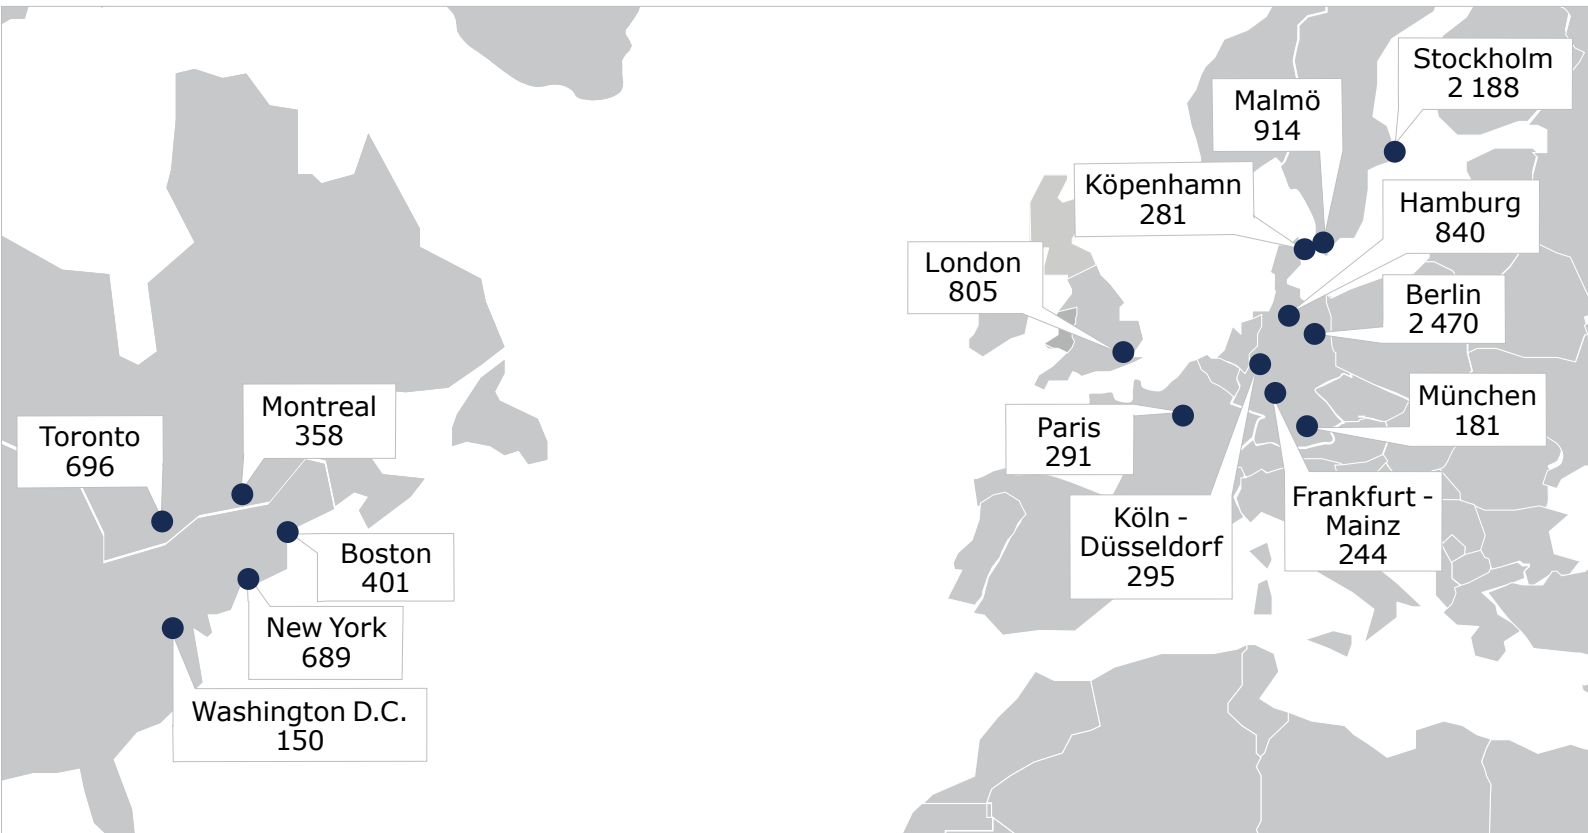 Stockholm
2 188
Malmö
914
Köpenhamn
281
Hamburg
840
London
805
Berlin
2 470
München
181
Paris
291
Köln -
Düsseldorf
295
Frankfurt -
Mainz
244
Montreal
358
Toronto
696
Boston
401
New York
689
Washington D.C.
150